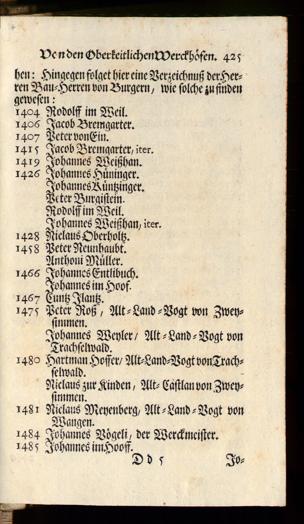 Von den Oberkeitlichen Werckhöfen. 425
ben: Hingegen folget hier eine Verzeichnuß der Her-
ren Bau-Herren von Burgern, wie solche zu finden
gewesen:
1404 Rodolff im Weil.
1406 Jacob Bremgarter.
1407 Peter von Ein.
1415 Jacob Bremgarter, iter.
1419 Johannes Weißhan.
1426 Johannes Hüninger.
Johannes Küntzinger.
Peter Burgistein.
Rodolff im Weil.
Johannes Weißhan, iter.
1428 Niclaus Oberholtz.
1458 Peter Neunhaubt.
Anthoni Müller.
1466 Johannes Entlibuch.
Johannes im Hoof.
1467 Cuntz Jlantz.
1475 Peter Roß, Alt-Land-Vogt von Zwey-
simmen.
Johannes Weyler/ Alt-Land-Vogt von
Trachselwald.
1480 Hartman Hoffer/ Alt-Land-Vogt von Trach-
selwald.
Niclaus zur Kinden, Alt-Castlan von Zwey-
simmen.
1481 Niclaus Meyenberg, Alt-Land-Vogt von
Wangen.
1484 Johannes Vögeli, der Werckmeister.
1485 Johannes im Hooff.
D d 5 Jo-